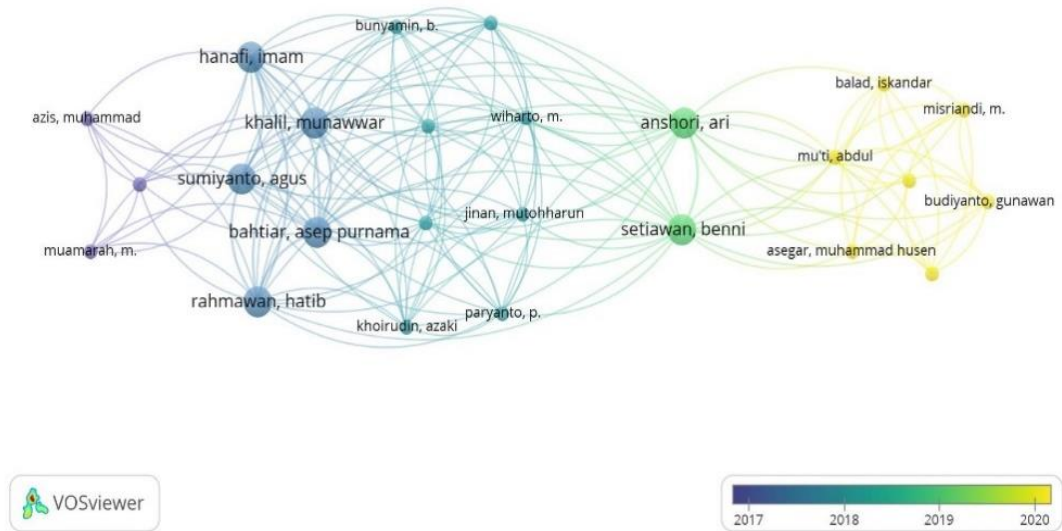 bunyamin, b.
hanafi, imam
balad, iskandar
misriandi, m.
azis, muhammad
khalil, munawwar
wiharto, m.
anshori, ari
mu'ti, abdul
sumiyanto, agus
budiyanto, gunawan
jinan, mutohharun
bahtiar, asep purnama
setiawan, benni
muamarah, m.
asegar, muhammad husen
rahmawan, hatib
paryanto, p.
khoirudin, azaki
VOSviewer
2017 2018 2019 2020